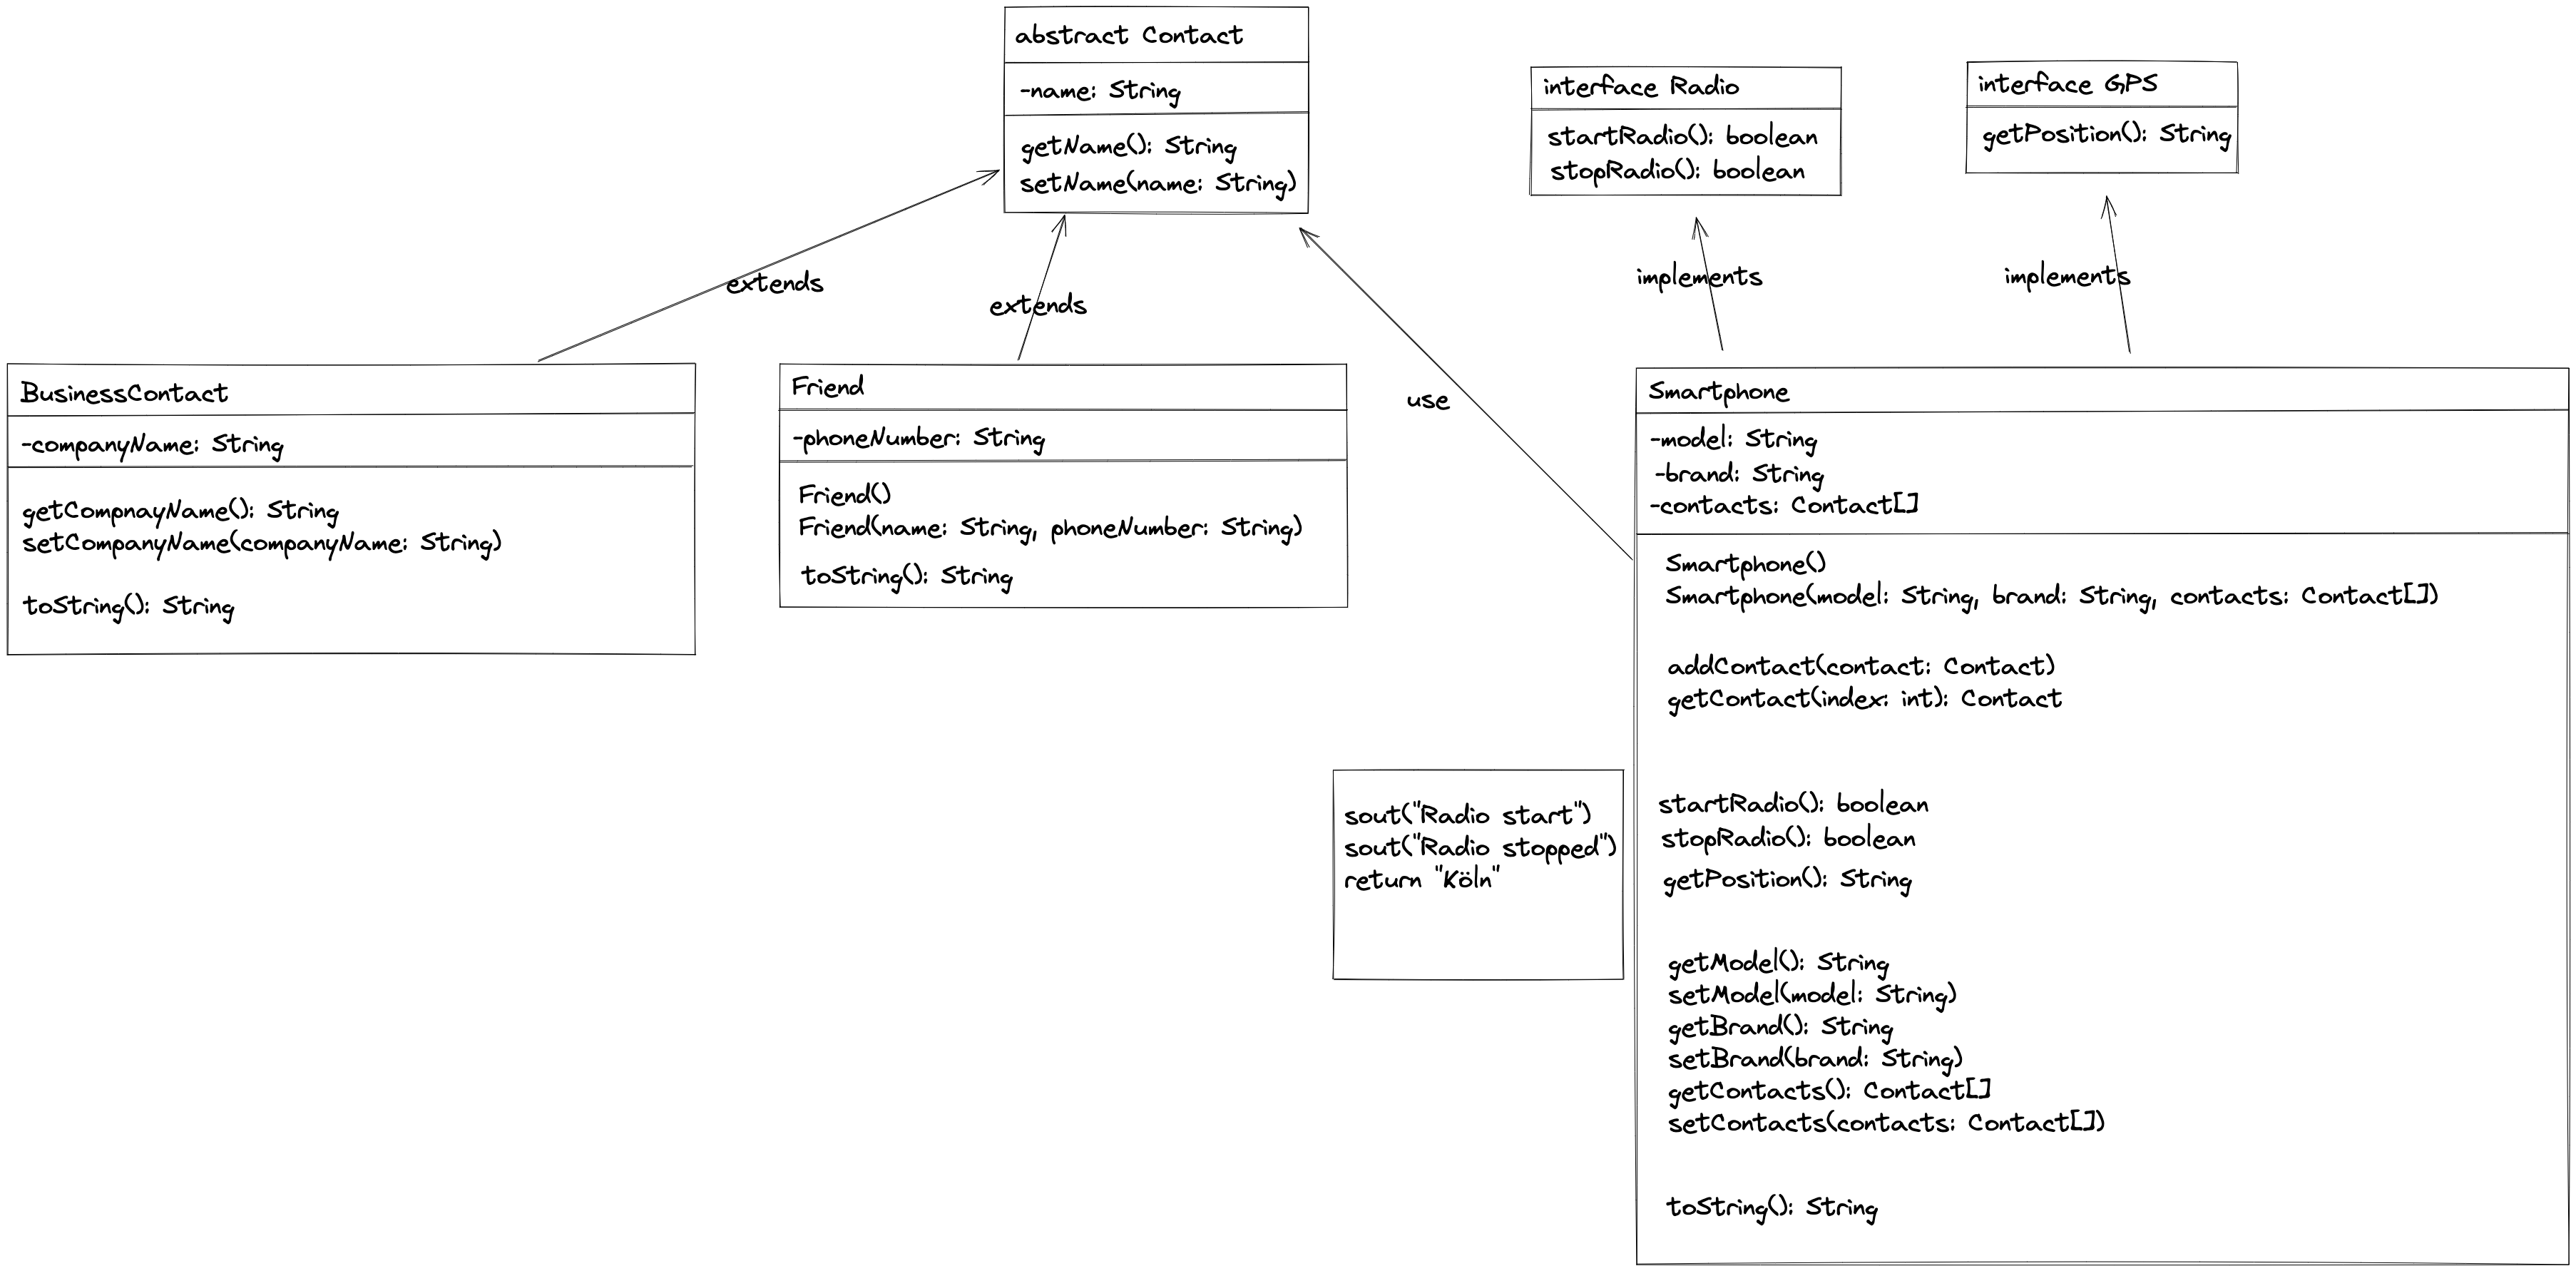 abstract Contact
-name: String
getName(): String
setName(name: String)
interface Radio
startRadio(): boolean
stopRadio(): boolean
interface GPS
getPosition(): String
extends
extends
use
implements
implements
BusinessContact
-companyName: String
getCompnayName(): String
setCompanyName(companyName: String)
toString(): String
Friend
-phoneNumber: String
Friend()
Friend(name: String, phoneNumber: String)
toString(): String
Smartphone
-model: String
-brand: String
-contacts: Contact[]
Smartphone()
Smartphone(model: String, brand: String, contacts: Contact[])
addContact(contact: Contact)
getContact(index: int): Contact
sout("Radio start")
sout("Radio stopped")
return "Köln"
startRadio(): boolean
stopRadio(): boolean
getPosition(): String
getModel(): String
setModel(model: String)
getBrand(): String
setBrand(brand: String)
getContacts(): Contact[]
setContacts(contacts: Contact[])
toString(): String